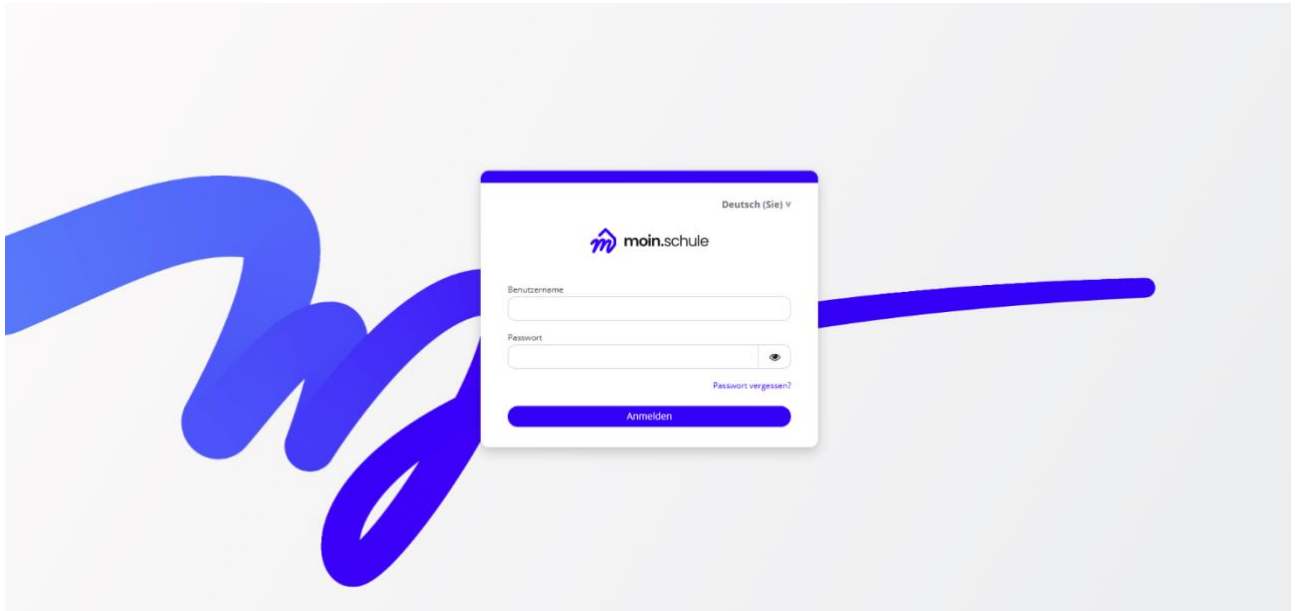 Deutsch (Sie) ˅
moin.schule
Benutzername
Passwort
Passwort vergessen?
Anmelden